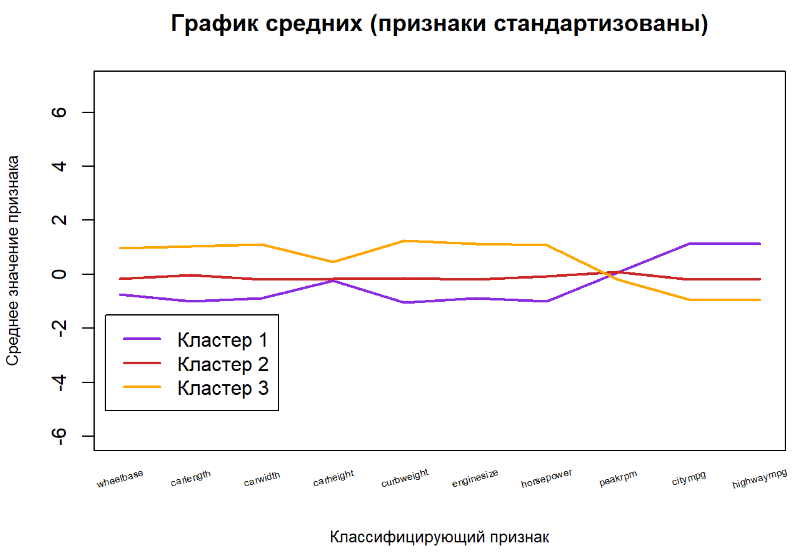 График средних (признаки стандартизованы)
Среднее значение признака
6
4
2
0
-2
-4
-6
Кластер 1
Кластер 2
Кластер 3
wheelbase carlength carwidth carheight curbweight enginesize horsepower peakrpm citympg highwaympg
Классифицирующий признак